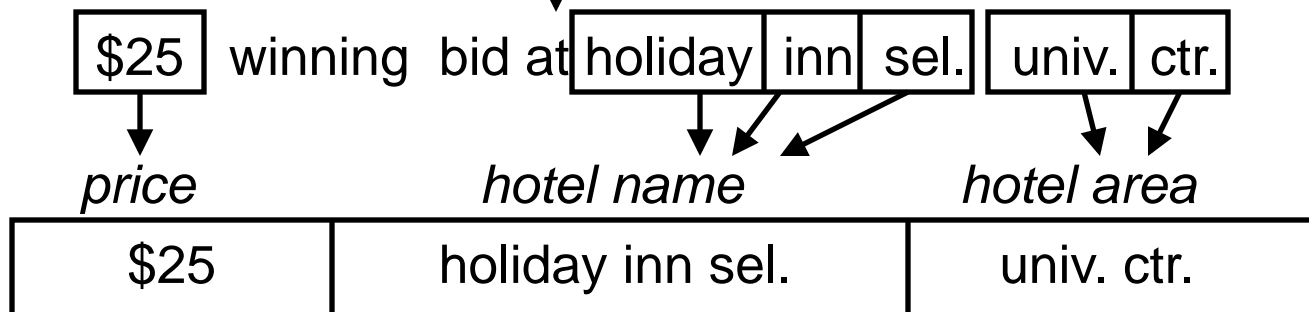 $25 winning bid at holiday inn sel. univ. ctr.
price hotel name hotel area
$25 holiday inn sel. univ. ctr.